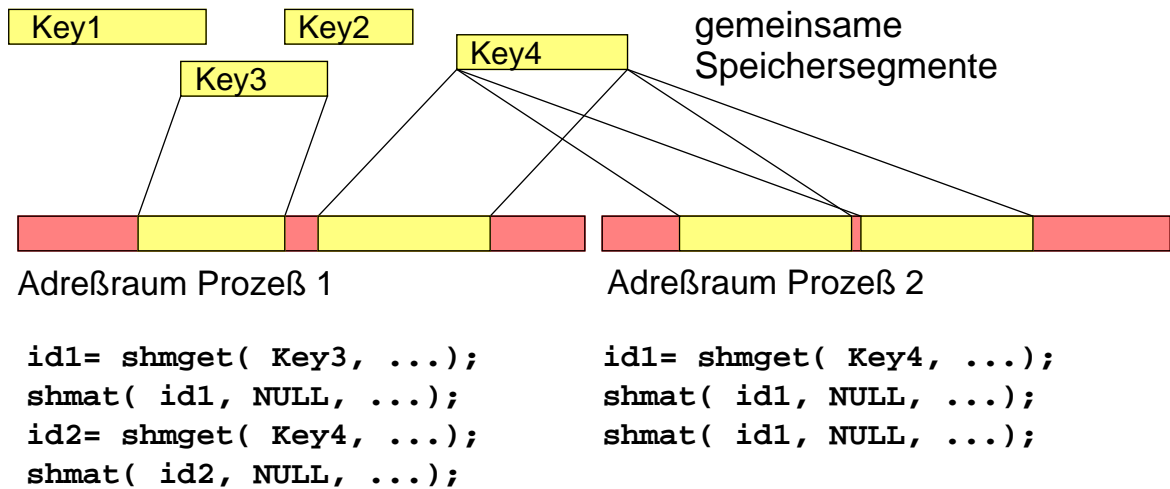 Key1
Key2
Key3
Key4
gemeinsame
Speichersegmente
Adreßraum Prozeß 1
Adreßraum Prozeß 2
id1= shmget( Key3, ...);
shmat( id1, NULL, ...);
id2= shmget( Key4, ...);
shmat( id2, NULL, ...);
id1= shmget( Key4, ...);
shmat( id1, NULL, ...);
shmat( id1, NULL, ...);